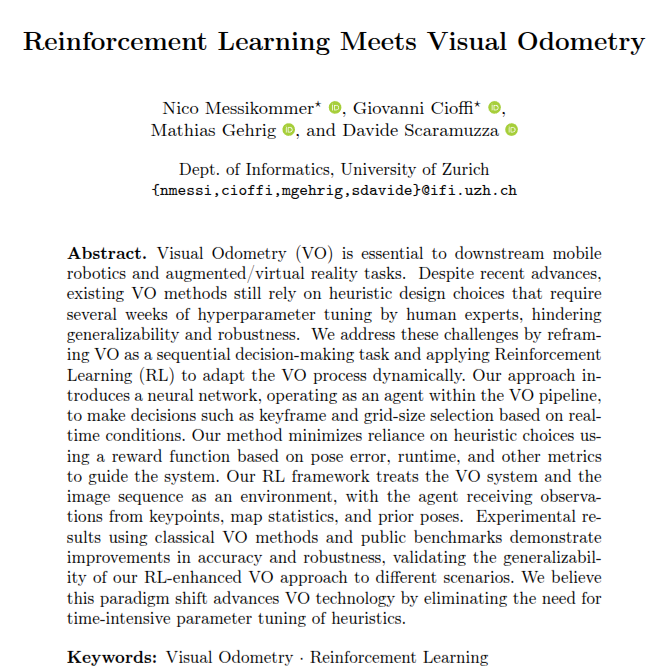 Reinforcement Learning Meets Visual Odometry
Nico Messikommer⋆ iD, Giovanni Cioffi⋆ iD,
Mathias Gehrig iD, and Davide Scaramuzza iD
Dept. of Informatics, University of Zurich
{nmessi,cioffi,mgehrig,sdavide}@ifi.uzh.ch
Abstract. Visual Odometry (VO) is essential to downstream mobile
robotics and augmented/virtual reality tasks. Despite recent advances,
existing VO methods still rely on heuristic design choices that require
several weeks of hyperparameter tuning by human experts, hindering
generalizability and robustness. We address these challenges by refram-
ing VO as a sequential decision-making task and applying Reinforcement
Learning (RL) to adapt the VO process dynamically. Our approach in-
troduces a neural network, operating as an agent within the VO pipeline,
to make decisions such as keyframe and grid-size selection based on real-
time conditions. Our method minimizes reliance on heuristic choices us-
ing a reward function based on pose error, runtime, and other metrics
to guide the system. Our RL framework treats the VO system and the
image sequence as an environment, with the agent receiving observa-
tions from keypoints, map statistics, and prior poses. Experimental re-
sults using classical VO methods and public benchmarks demonstrate
improvements in accuracy and robustness, validating the generalizabil-
ity of our RL-enhanced VO approach to different scenarios. We believe
this paradigm shift advances VO technology by eliminating the need for
time-intensive parameter tuning of heuristics.
Keywords: Visual Odometry · Reinforcement Learning